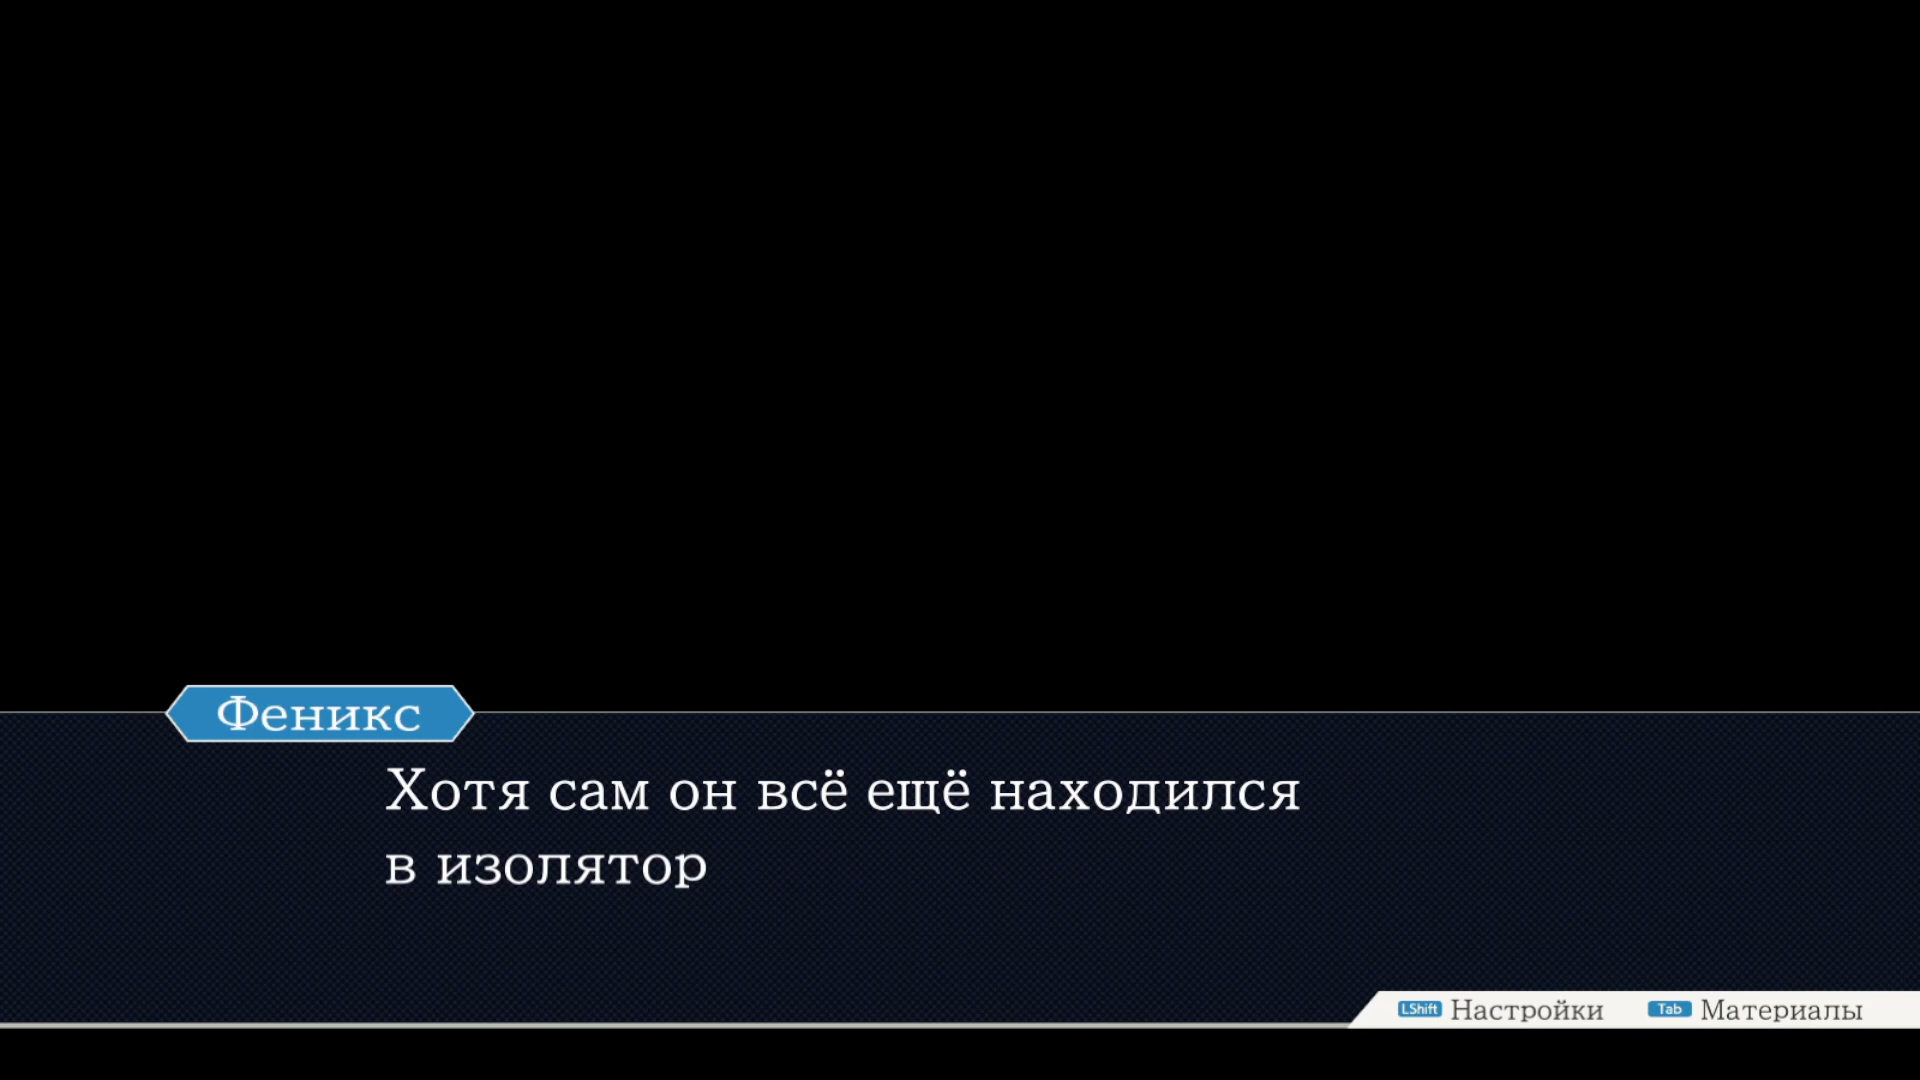 Феникс
Хотя сам он всё ещё находился
в изолятор
LShift Настройки Tab Материалы